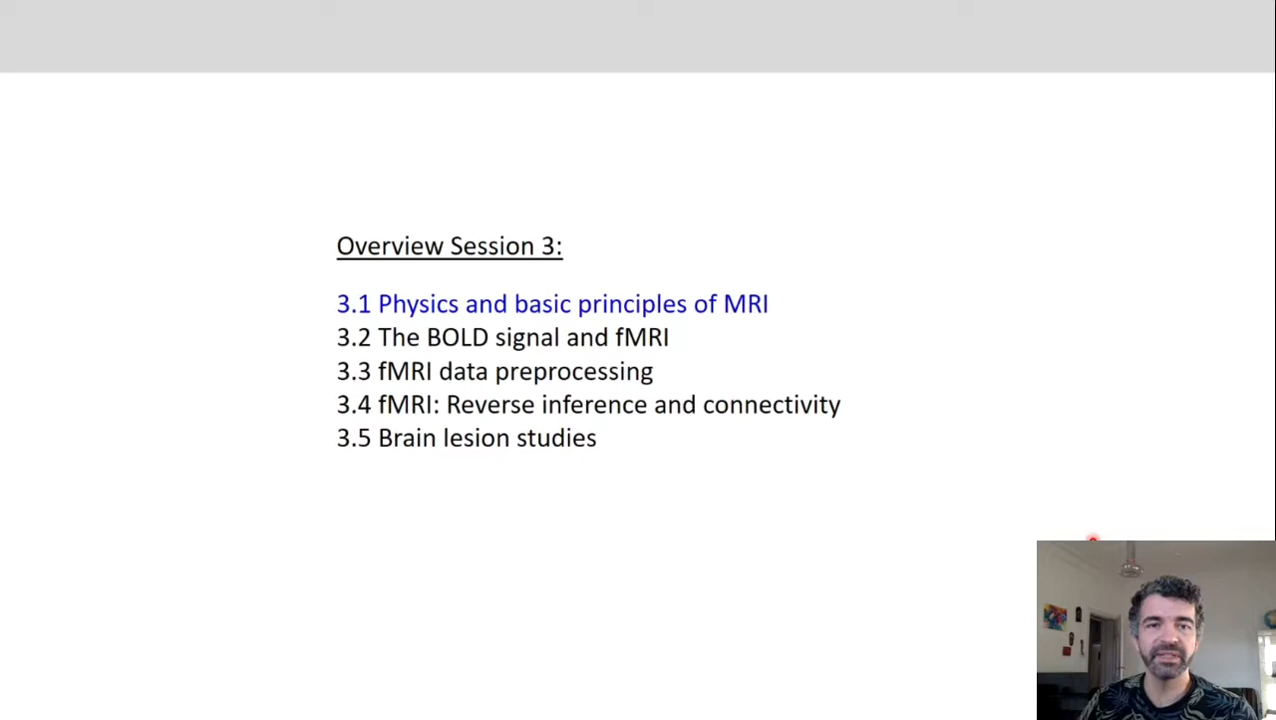 Overview Session 3:
3.1 Physics and basic principles of MRI
3.2 The BOLD signal and fMRI
3.3 fMRI data preprocessing
3.4 fMRI: Reverse inference and connectivity
3.5 Brain lesion studies